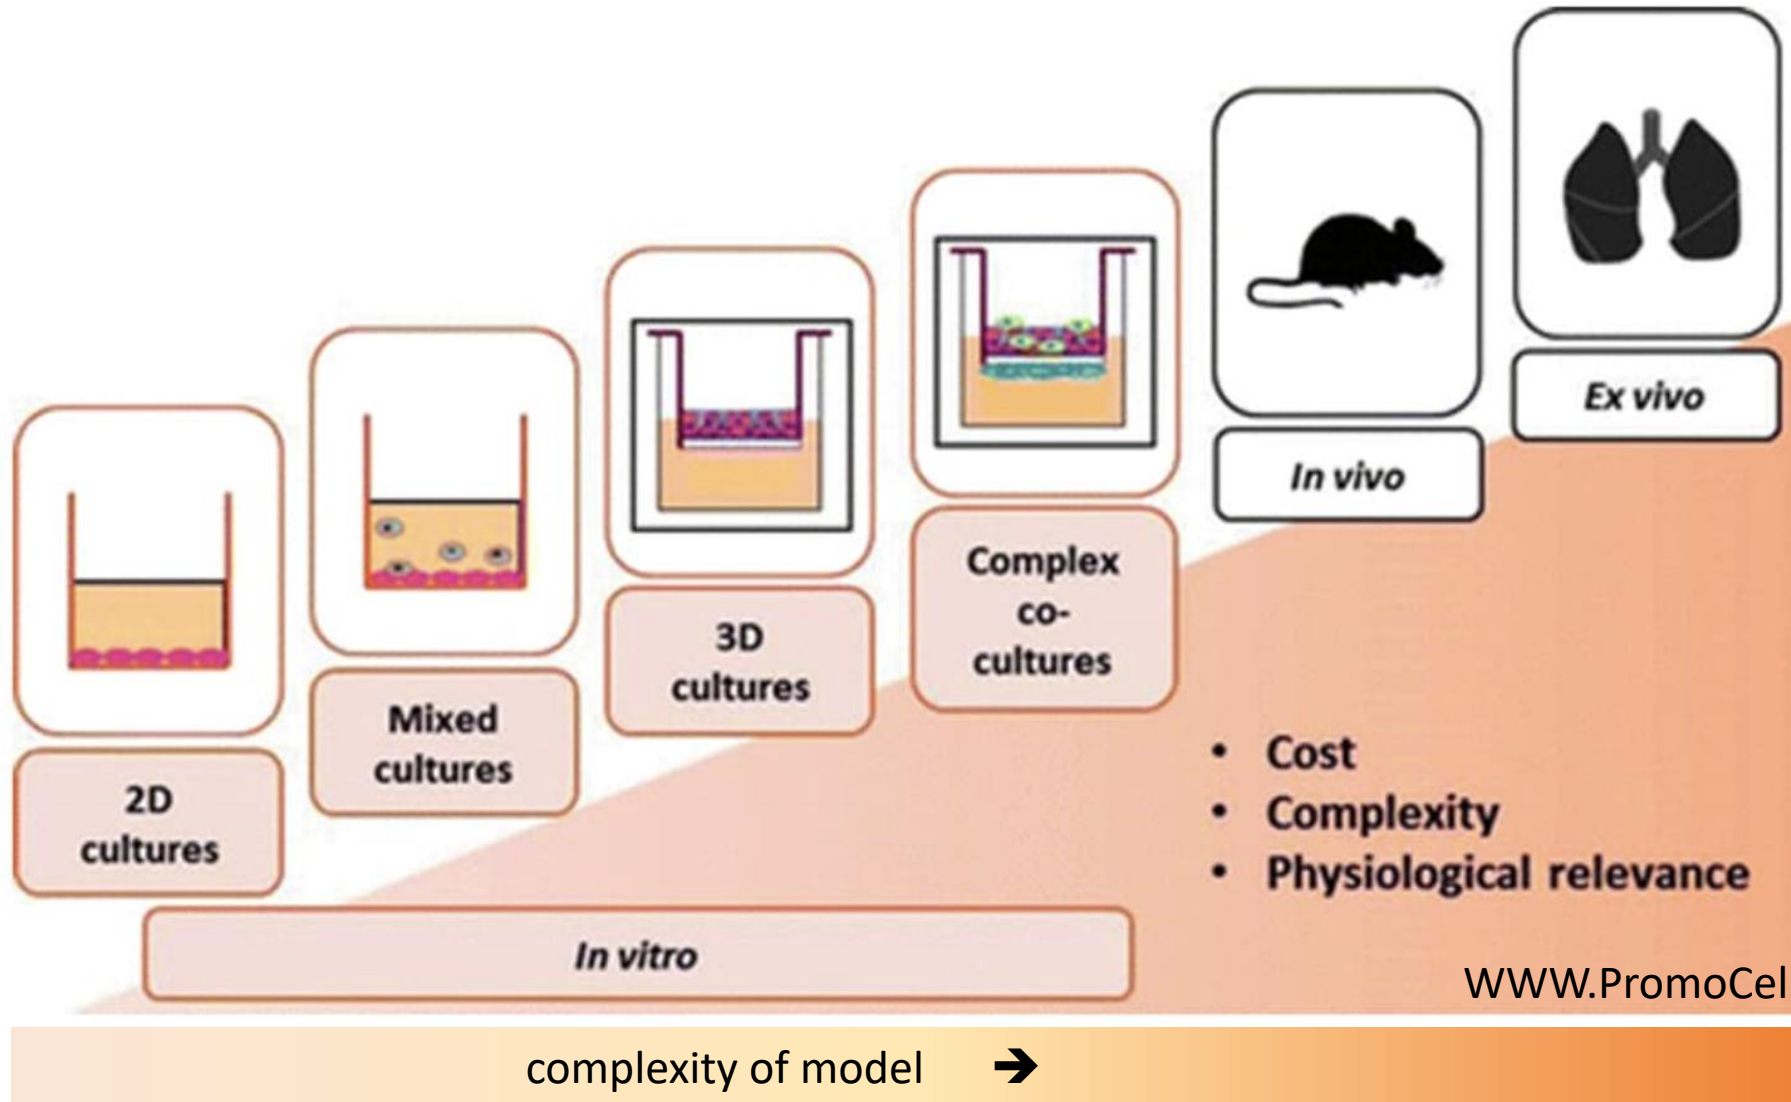 2D
cultures
Mixed
cultures
3D
cultures
Complex
co-
cultures
In vivo
Ex vivo
• Cost
• Complexity
• Physiological relevance
In vitro
WWW.PromoCel
complexity of model ➔